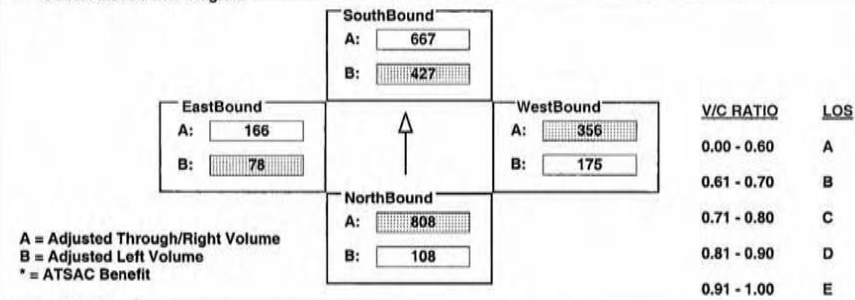 SouthBound
A: 667
B: 427
EastBound
A: 166
B: 78
WestBound
A: 356
B: 175
NorthBound
A: 808
B: 108
A = Adjusted Through/Right Volume
B = Adjusted Left Volume
* = ATSAC Benefit
V/C RATIO LOS
0.00 - 0.60 A
0.61 - 0.70 B
0.71 - 0.80 C
0.81 - 0.90 D
0.91 - 1.00 E